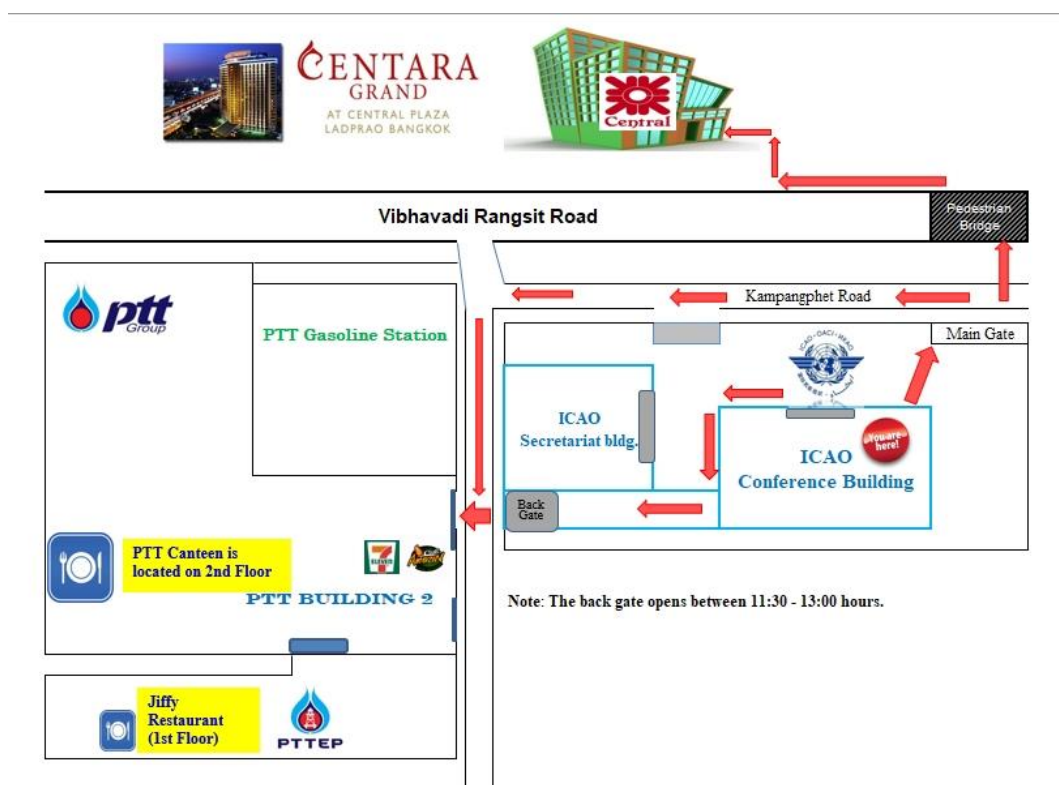 CENTARA
GRAND
AT CENTRAL PLAZA
LADPRAO BANGKOK
Central
Vibhavadi Rangsit Road
Pedestrian
Bridge
ptt
Group
PTT Gasoline Station
Kampangphet Road
Main Gate
ICAO
Secretariat bldg.
You are
here!
ICAO
Conference Building
Back
Gate
PTT Canteen is
located on 2nd Floor
7
ELEVEN
PTT BUILDING 2
Note: The back gate opens between 11:30 - 13:00 hours.
Jiffy
Restaurant
(1st Floor)
PTTEP